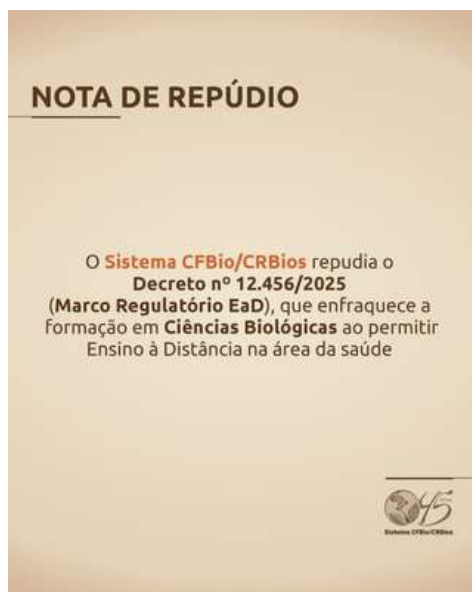 NOTA DE REPÚDIO
O Sistema CFBio/CRBios repudia o
Decreto nº 12.456/2025
(Marco Regulatório EaD), que enfraquece a
formação em Ciências Biológicas ao permitir
Ensino à Distância na área da saúde
45
Sistema CFBio/CRBios